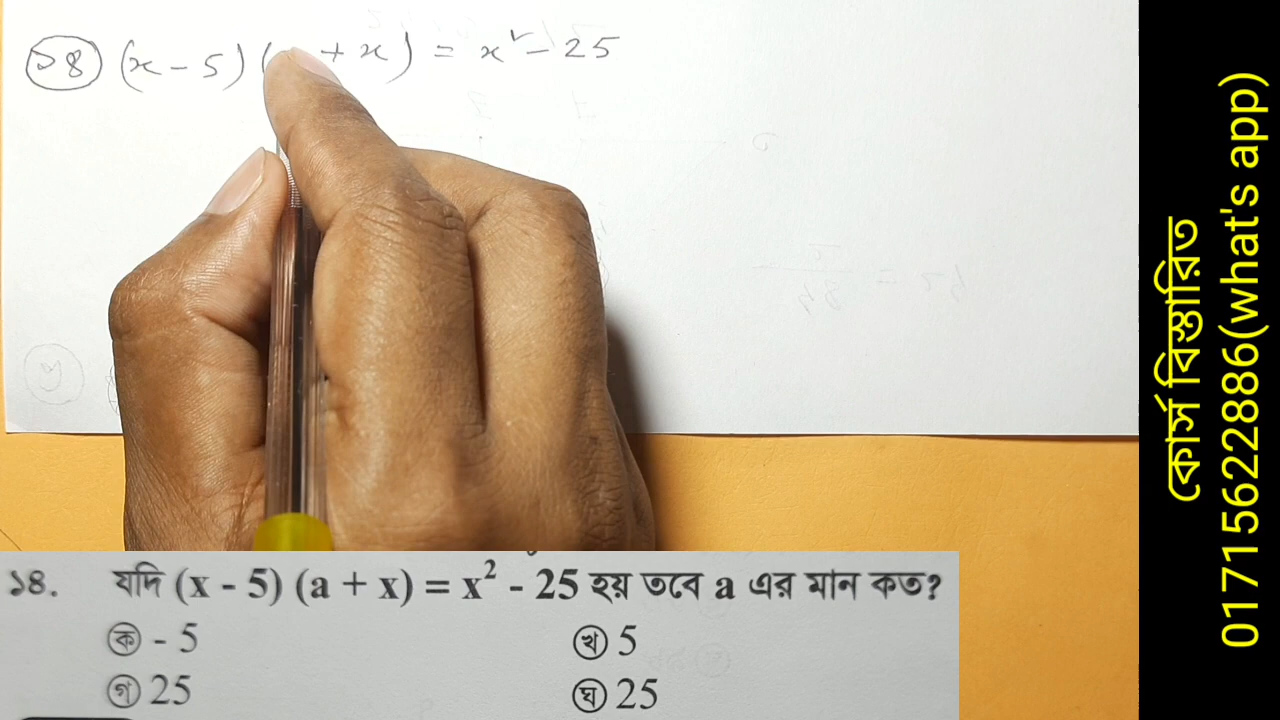 ১৪ (x - 5) ( + x) = x² - 25
১৪. যদি (x - 5) (a + x) = x² - 25 হয় তবে a এর মান কত?
ক - 5 খ 5
গ 25 ঘ 25
কোর্স বিস্তারিত
01715622886(what's app)